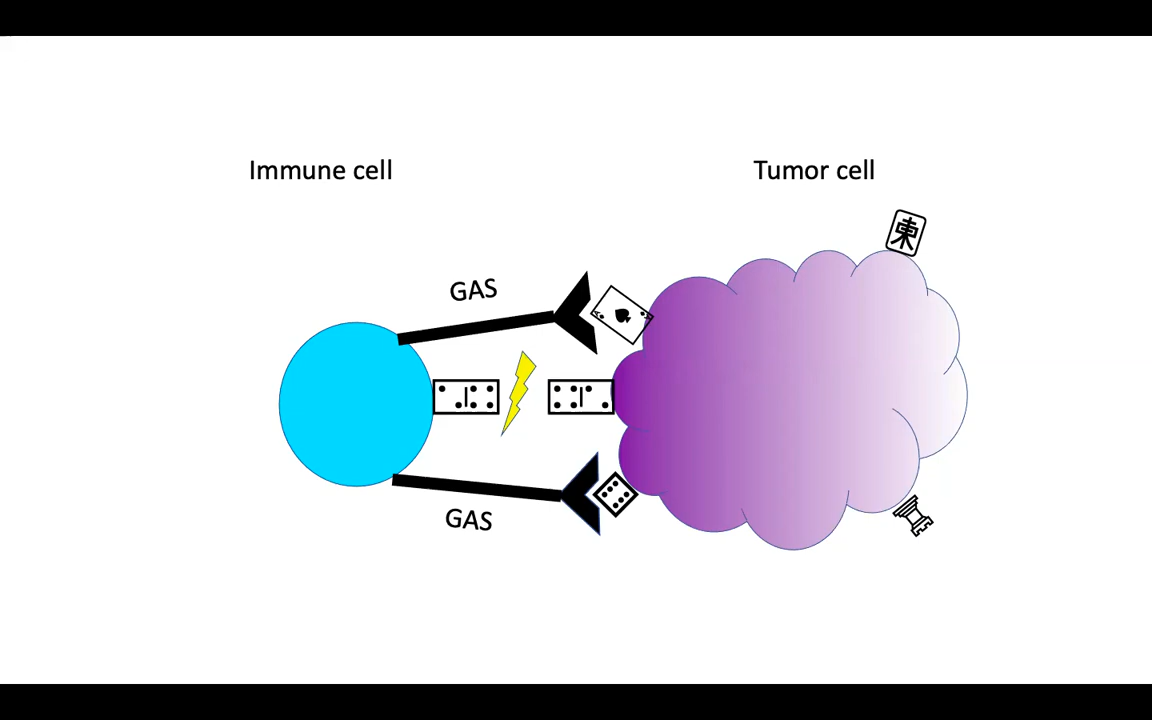 Immune cell
Tumor cell
東
GAS
A
GAS